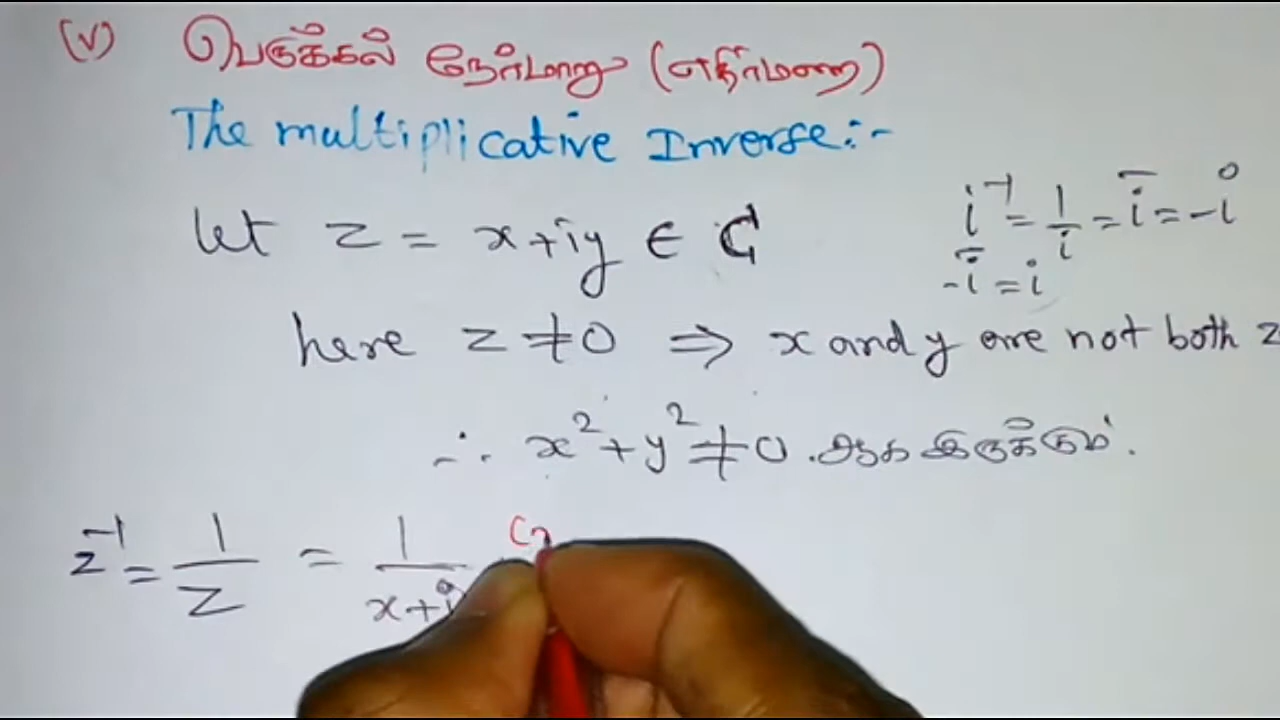 (v) பெருக்கல் நேர்மாறு (எதிர்மறை)
The multiplicative Inverse:-
Let z = x+iy ∈ ℂ
i⁻¹ = 1/i = i̅ = -i
-i̅ = i
here z ≠ 0 ⇒ x and y are not both z
∴ x² + y² ≠ 0. ஆக இருக்கும்.
z⁻¹ = 1/z = 1/x+i